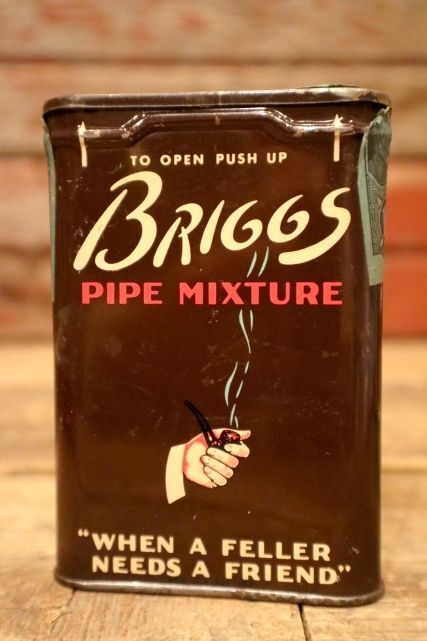 TO OPEN PUSH UP
BRIGGS
PIPE MIXTURE
"WHEN A FELLER
NEEDS A FRIEND"